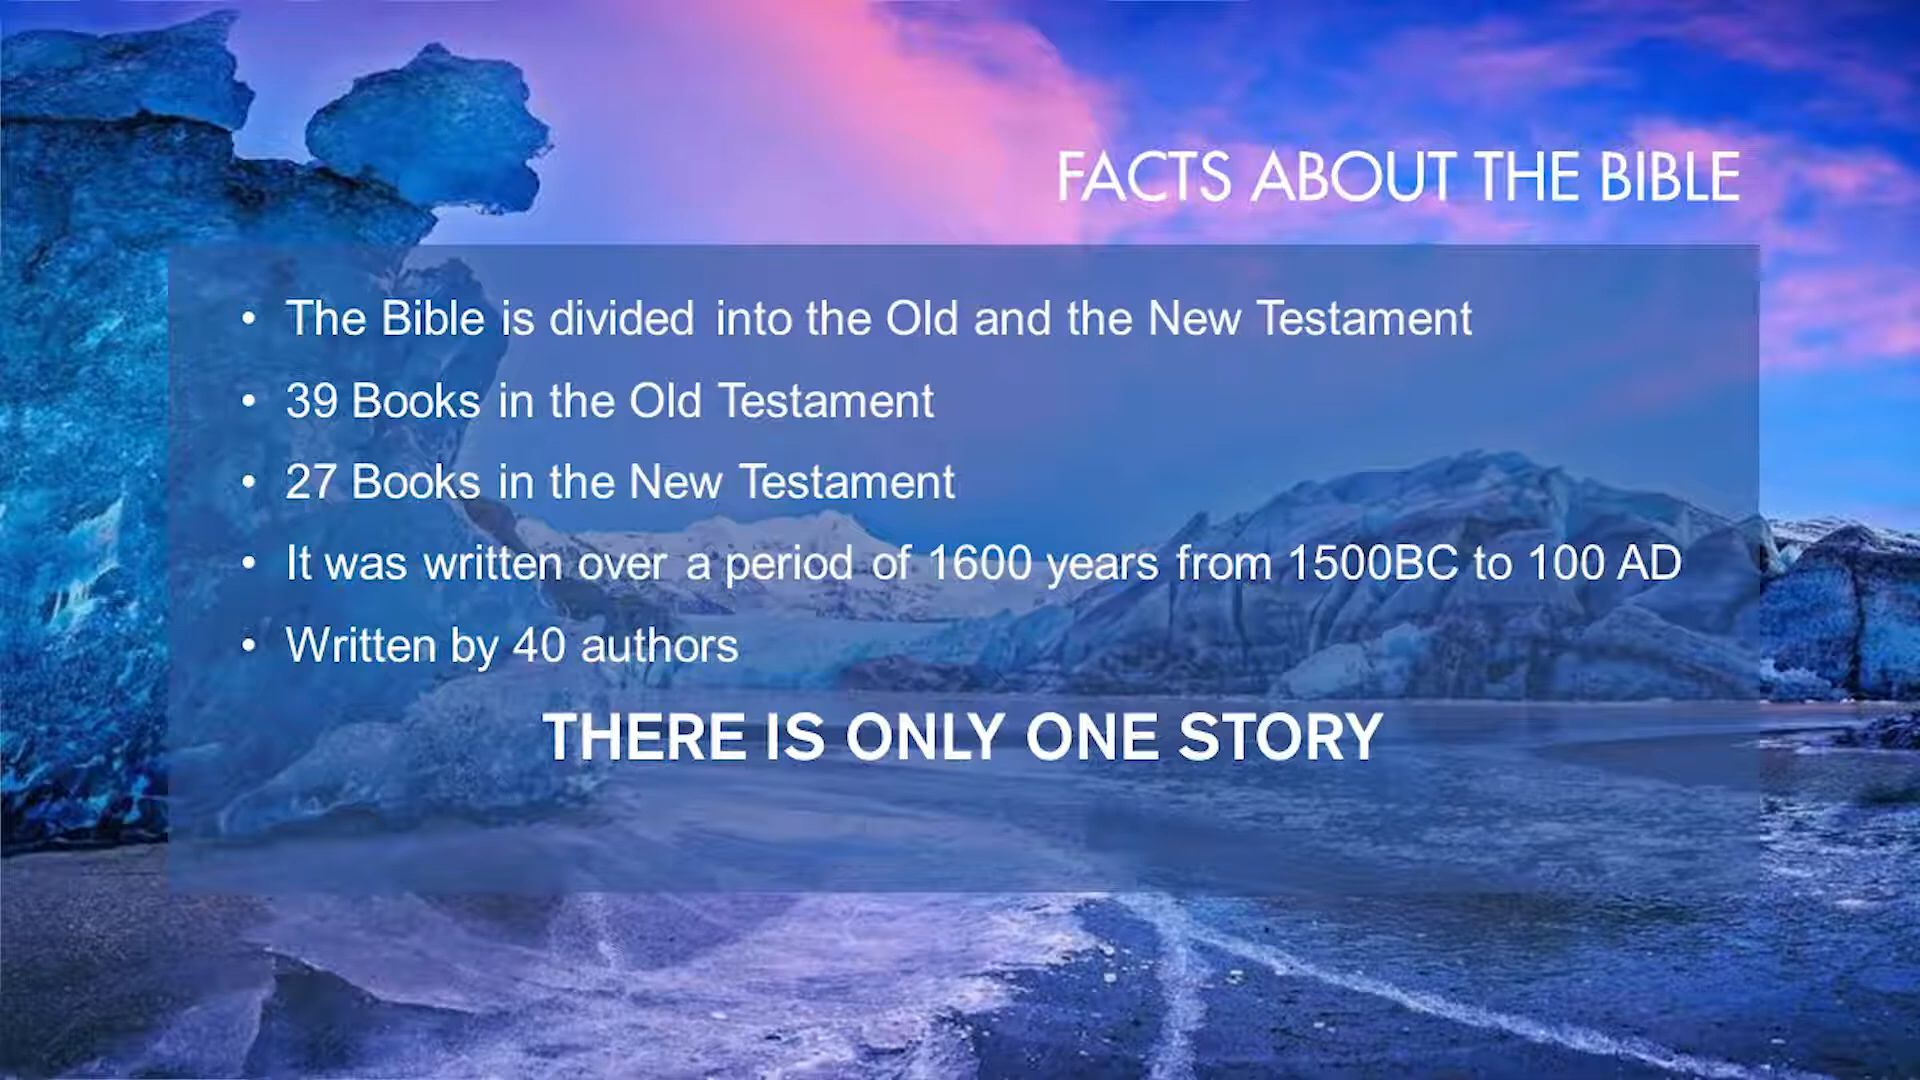 FACTS ABOUT THE BIBLE
• The Bible is divided into the Old and the New Testament
• 39 Books in the Old Testament
• 27 Books in the New Testament
• It was written over a period of 1600 years from 1500BC to 100 AD
• Written by 40 authors
THERE IS ONLY ONE STORY